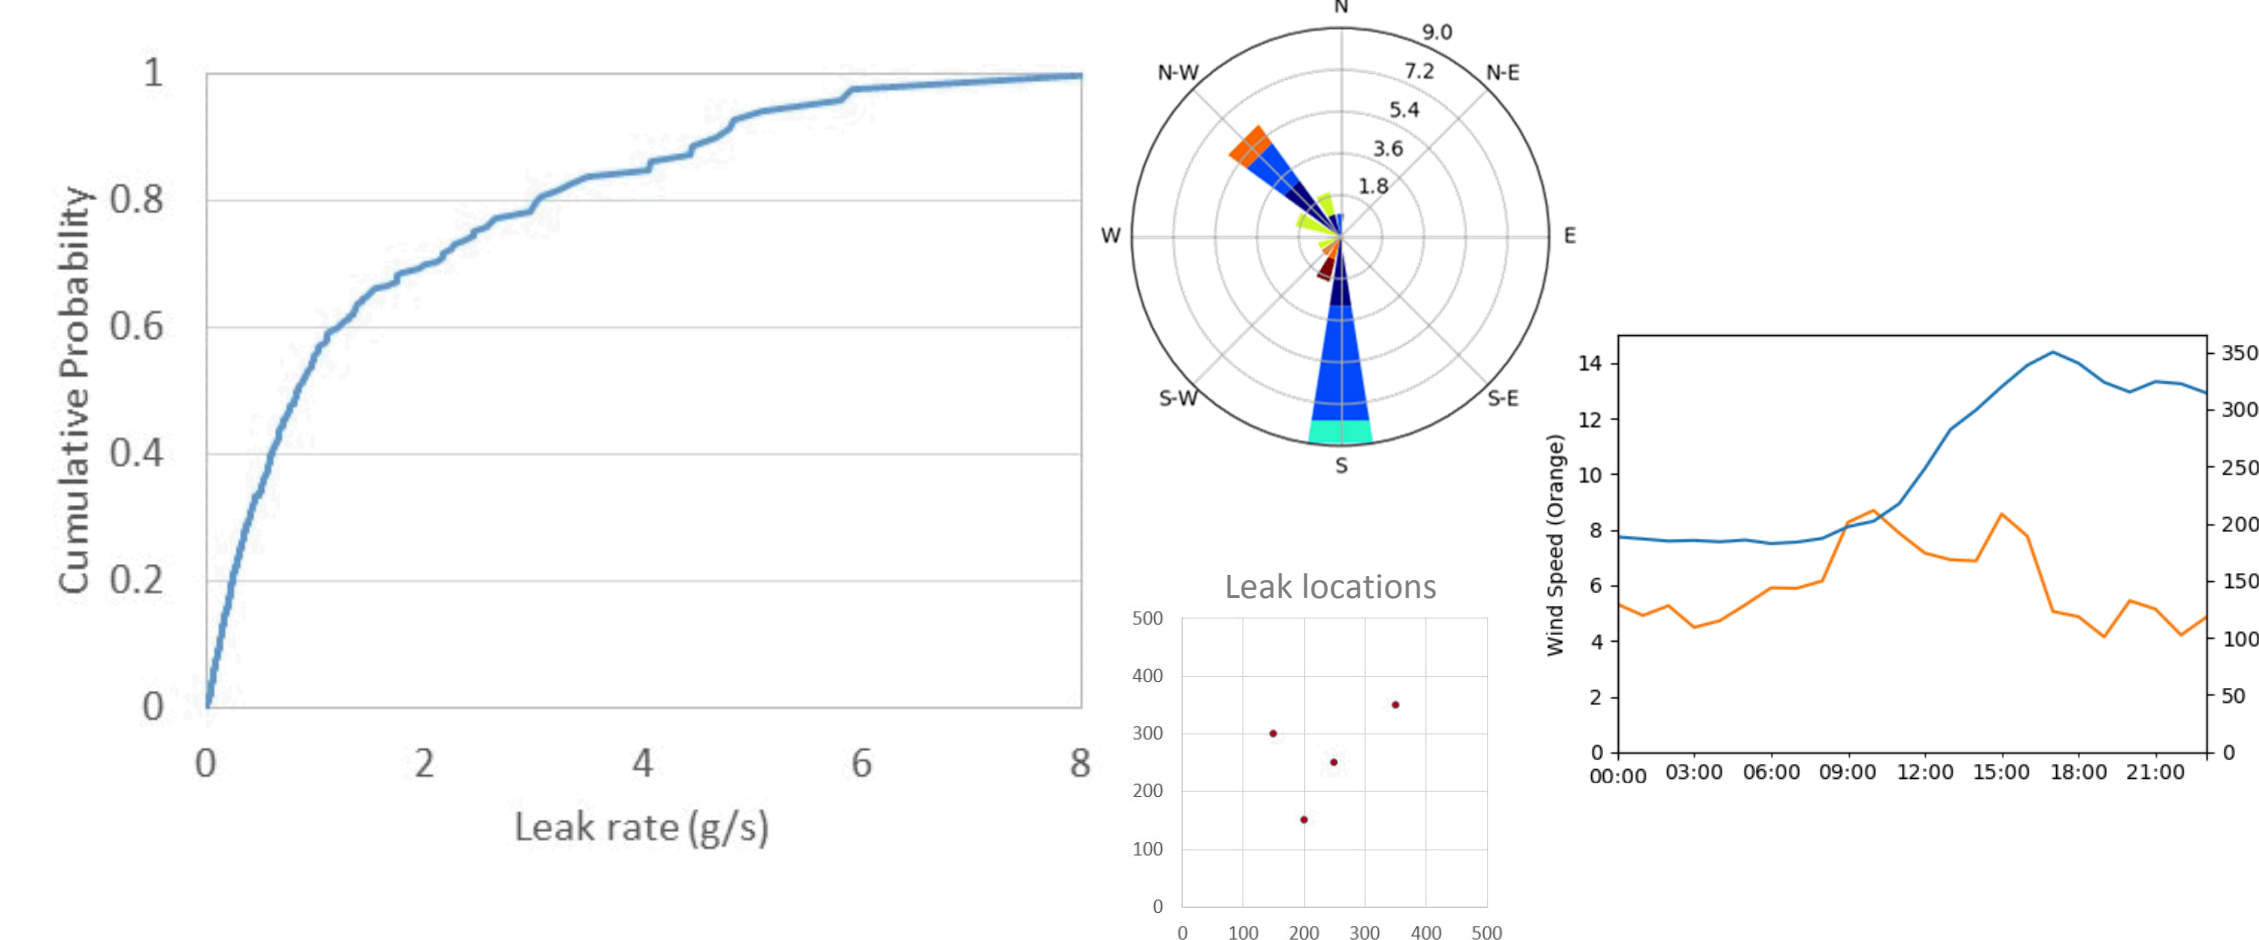 Cumulative Probability
1
0.8
0.6
0.4
0.2
0
0 2 4 6 8
Leak rate (g/s)
N
N-E
E
S-E
S
S-W
W
N-W
9.0
7.2
5.4
3.6
1.8
Leak locations
500
400
300
200
100
0
0 100 200 300 400 500
Wind Speed (Orange)
14
12
10
8
6
4
2
0
350
300
250
200
150
100
50
0
00:00 03:00 06:00 09:00 12:00 15:00 18:00 21:00